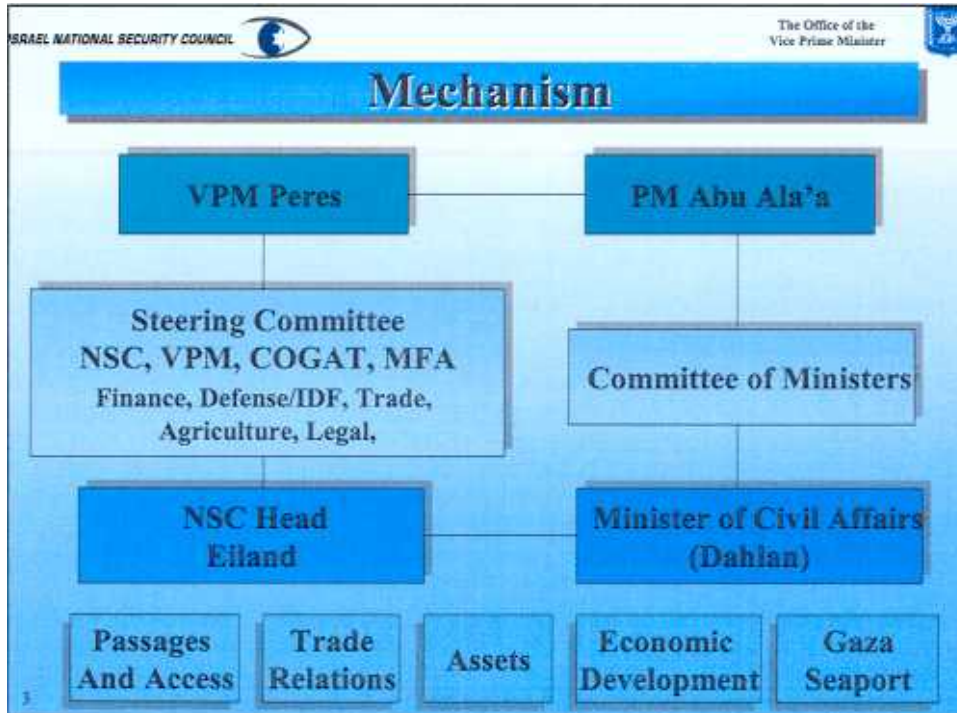 ISRAEL NATIONAL SECURITY COUNCIL
The Office of the
Vice Prime Minister
Mechanism
VPM Peres
PM Abu Ala'a
Steering Committee
NSC, VPM, COGAT, MFA
Finance, Defense/IDF, Trade,
Agriculture, Legal,
Committee of Ministers
NSC Head
Eiland
Minister of Civil Affairs
(Dahlan)
Passages
And Access
Trade
Relations
Assets
Economic
Development
Gaza
Seaport
3